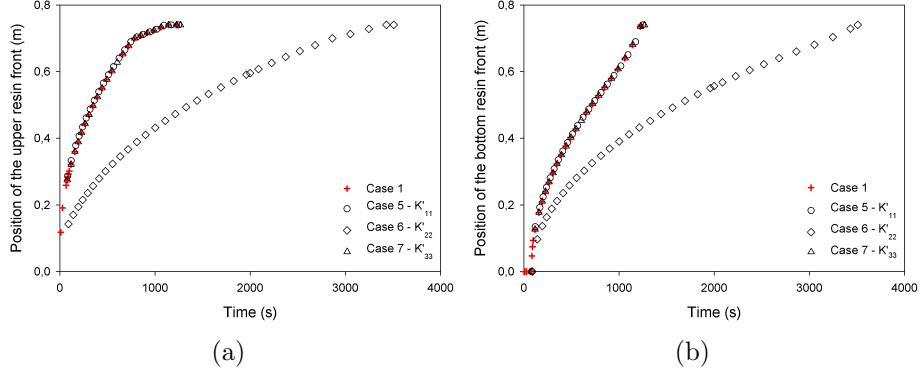 Position of the upper resin front (m)
0,8
0,6
0,4
0,2
0,0
0 1000 2000 3000 4000
Time (s)
Case 1
Case 5 - K'11
Case 6 - K'22
Case 7 - K'33
(a)
Position of the bottom resin front (m)
0,8
0,6
0,4
0,2
0,0
0 1000 2000 3000 4000
Time (s)
Case 1
Case 5 - K'11
Case 6 - K'22
Case 7 - K'33
(b)